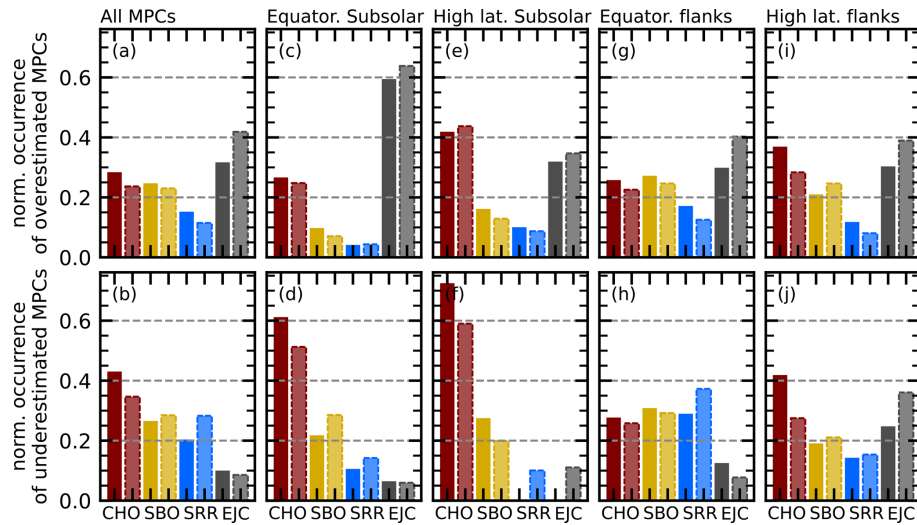 All MPCs Equator. Subsolar High lat. Subsolar Equator. flanks High lat. flanks
norm. occurrence
of overestimated MPCs
(a) (c) (e) (g) (i)
0.6
0.4
0.2
0.0
norm. occurrence
of underestimated MPCs
(b) (d) (f) (h) (j)
0.6
0.4
0.2
0.0
CHO SBO SRR EJC CHO SBO SRR EJC CHO SBO SRR EJC CHO SBO SRR EJC CHO SBO SRR EJC